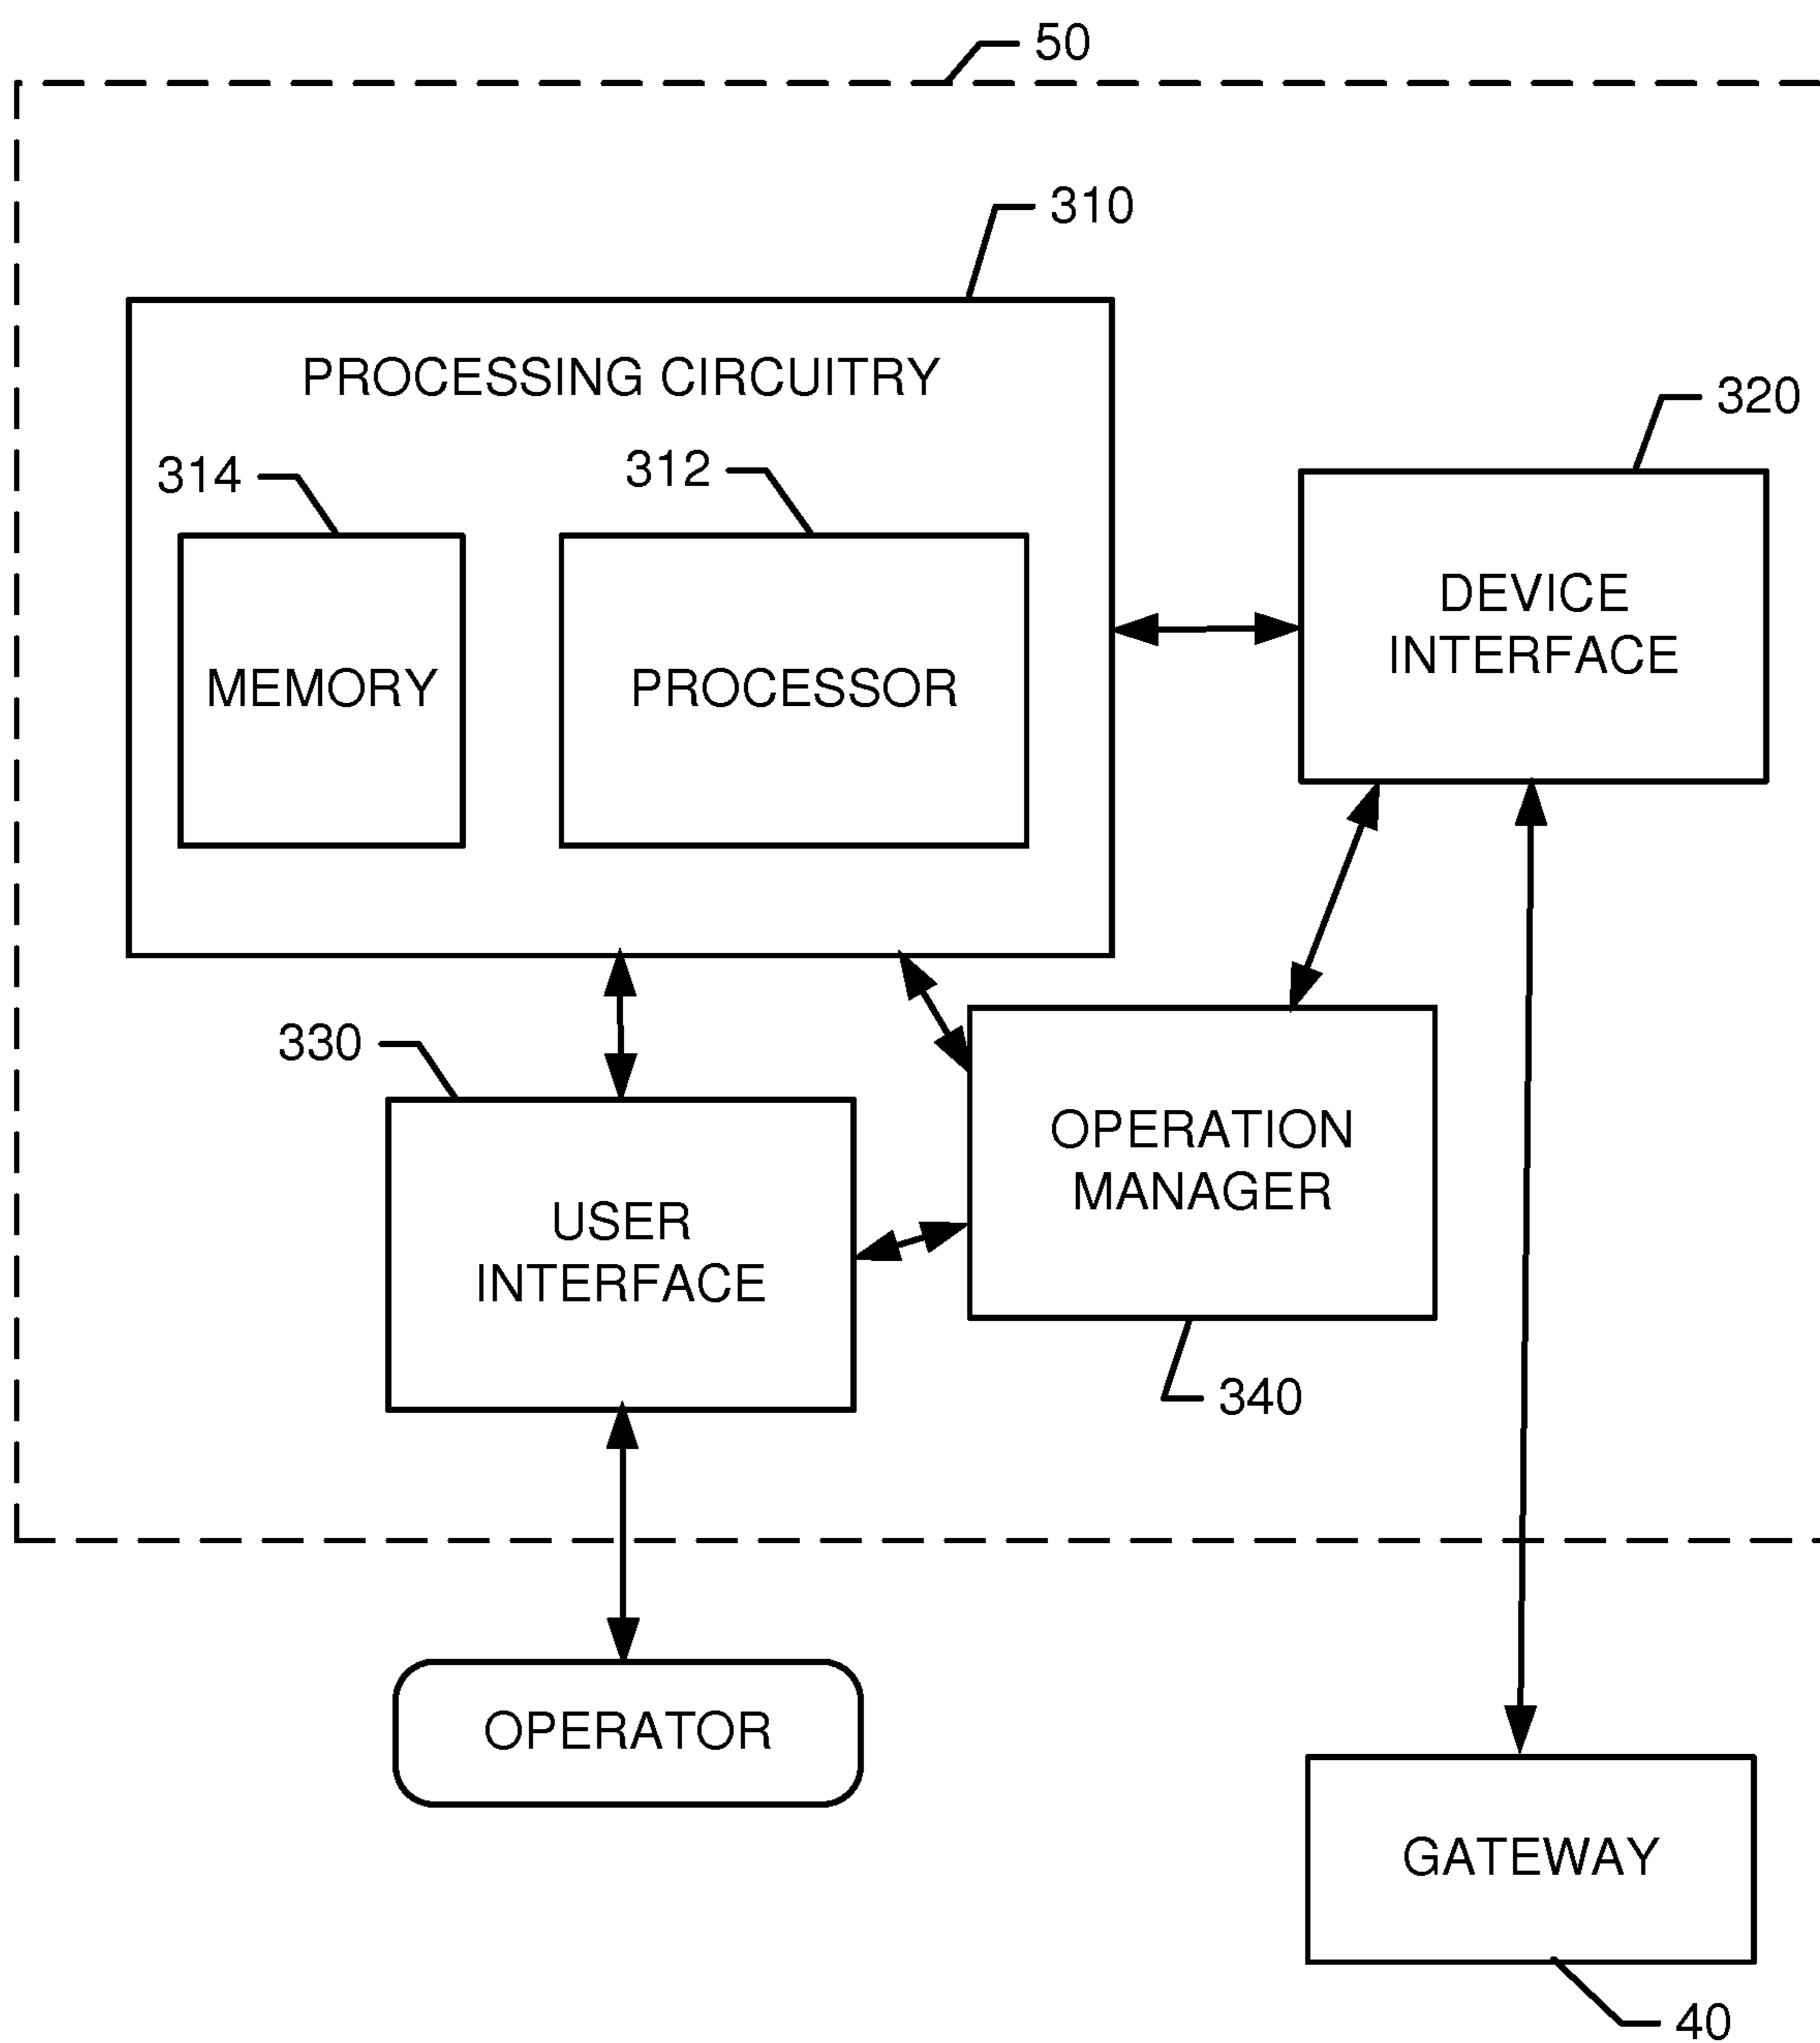 50
310
PROCESSING CIRCUITRY
320
314
312
DEVICE
INTERFACE
MEMORY
PROCESSOR
330
OPERATION
MANAGER
USER
INTERFACE
340
OPERATOR
GATEWAY
40